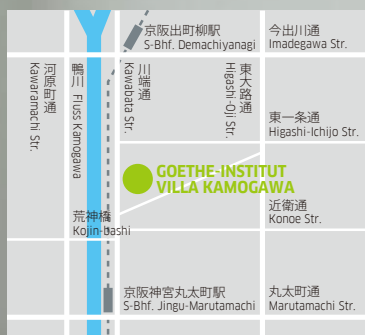 京阪出町柳駅
S-Bhf. Demachiyanagi
今出川通
Imadegawa Str.
河原町通
Kawaramachi Str.
鴨川 Fluss Kamogawa
川端通
Kawabata Str.
東大路通
Higashi-Oji Str.
東一条通
Higashi-Ichijo Str.
GOETHE-INSTITUT
VILLA KAMOGAWA
荒神橋
Kojin-bashi
近衛通
Konoe Str.
京阪神宮丸太町駅
S-Bhf. Jingu-Marutamachi
丸太町通
Marutamachi Str.